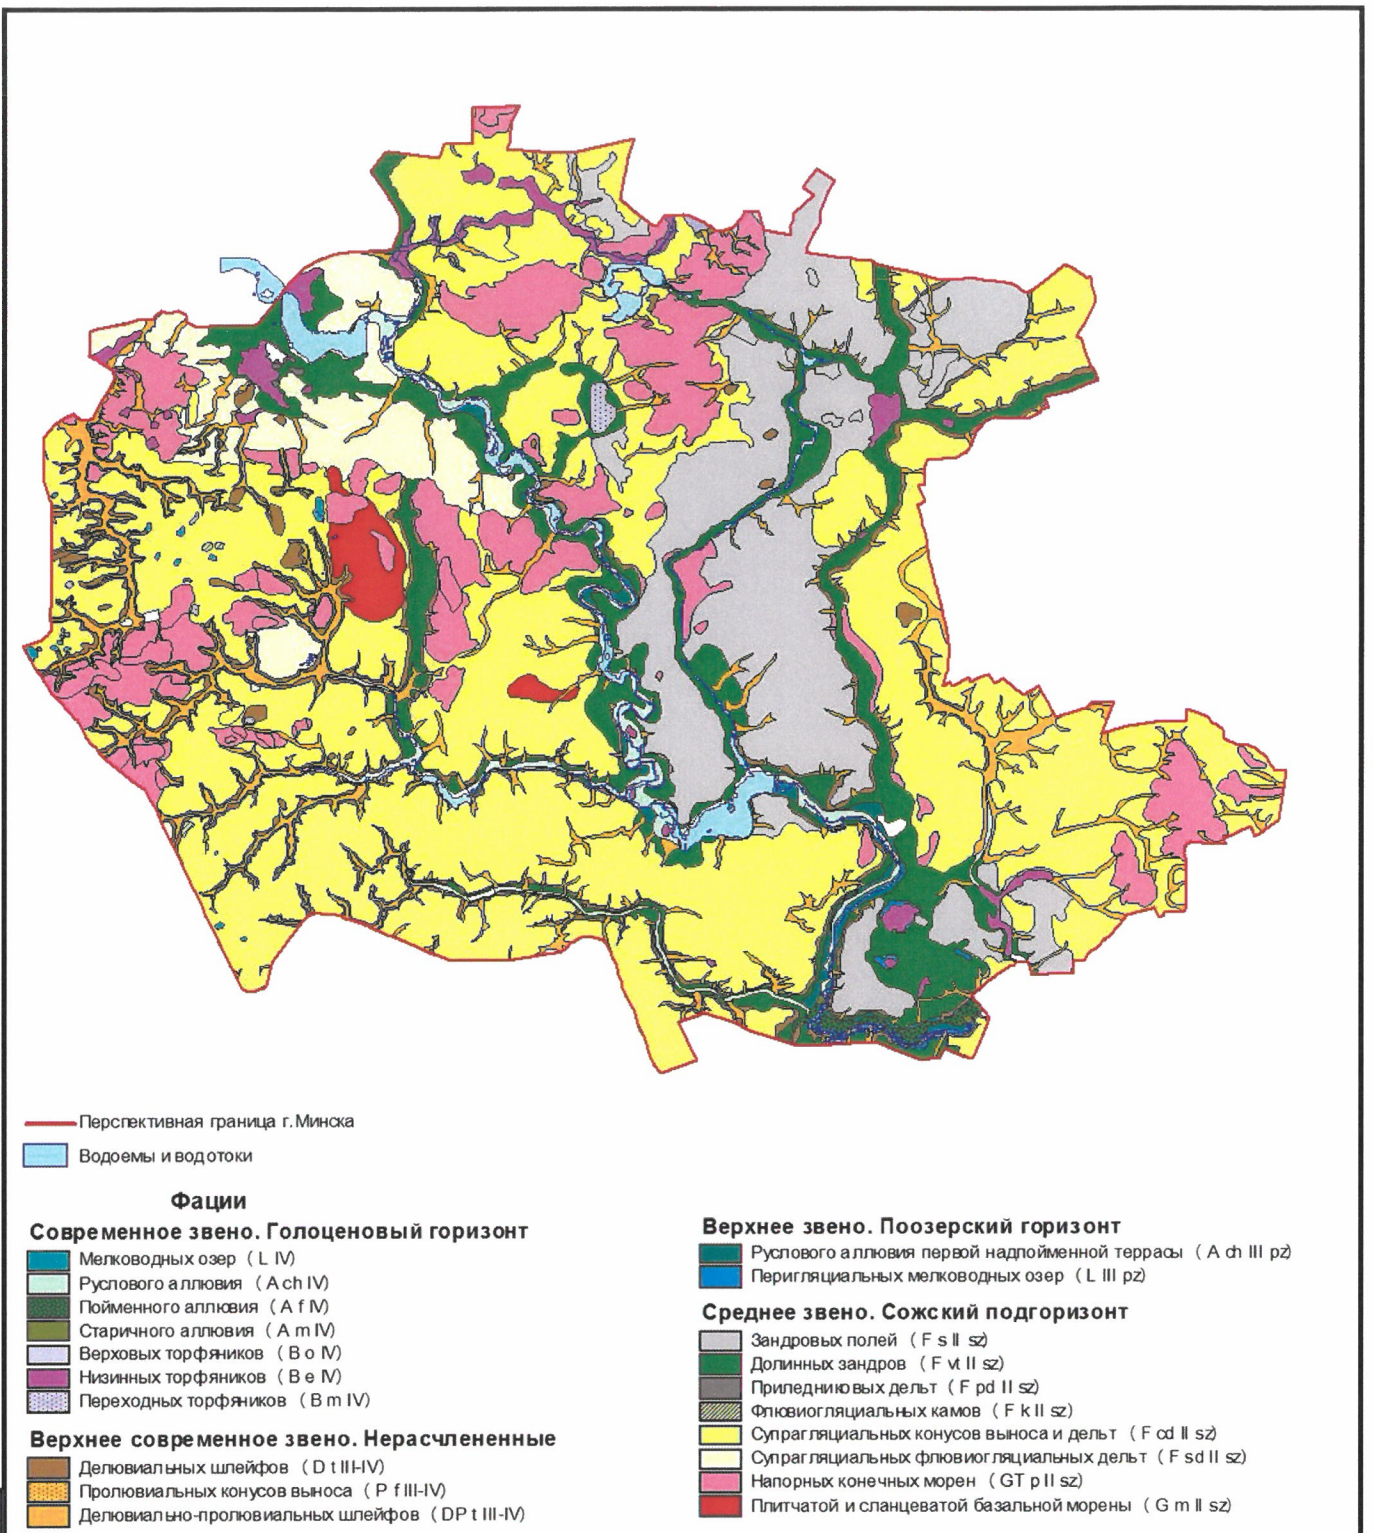 Перспективная граница г.Минска
Водоемы и водотоки
Фации
Современное звено. Голоценовый горизонт
Мелководных озер ( L IV)
Руслового аллювия ( A ch IV)
Пойменного аллювия ( A f IV)
Старичного аллювия ( A m IV)
Верховых торфяников ( B o IV)
Низинных торфяников ( B e IV)
Переходных торфяников ( B m IV)
Верхнее современное звено. Нерасчлененные
Делювиальных шлейфов ( D t III-IV)
Пролювиальных конусов выноса ( P f III-IV)
Делювиально-пролювиальных шлейфов ( DP t III-IV)
Верхнее звено. Поозерский горизонт
Руслового аллювия первой надпойменной террасы ( A ch III pz)
Перигляциальных мелководных озер ( L III pz)
Среднее звено. Сожский подгоризонт
Зандровых полей ( F s II sz)
Долинных зандров ( F vt II sz)
Приледниковых дельт ( F pd II sz)
Флювиогляциальных камов ( F k II sz)
Супрагляциальных конусов выноса и дельт ( F cd II sz)
Супрагляциальных флювиогляциальных дельт ( F sd II sz)
Напорных конечных морен ( GT p II sz)
Плитчатой и сланцеватой базальной морены ( G m II sz)